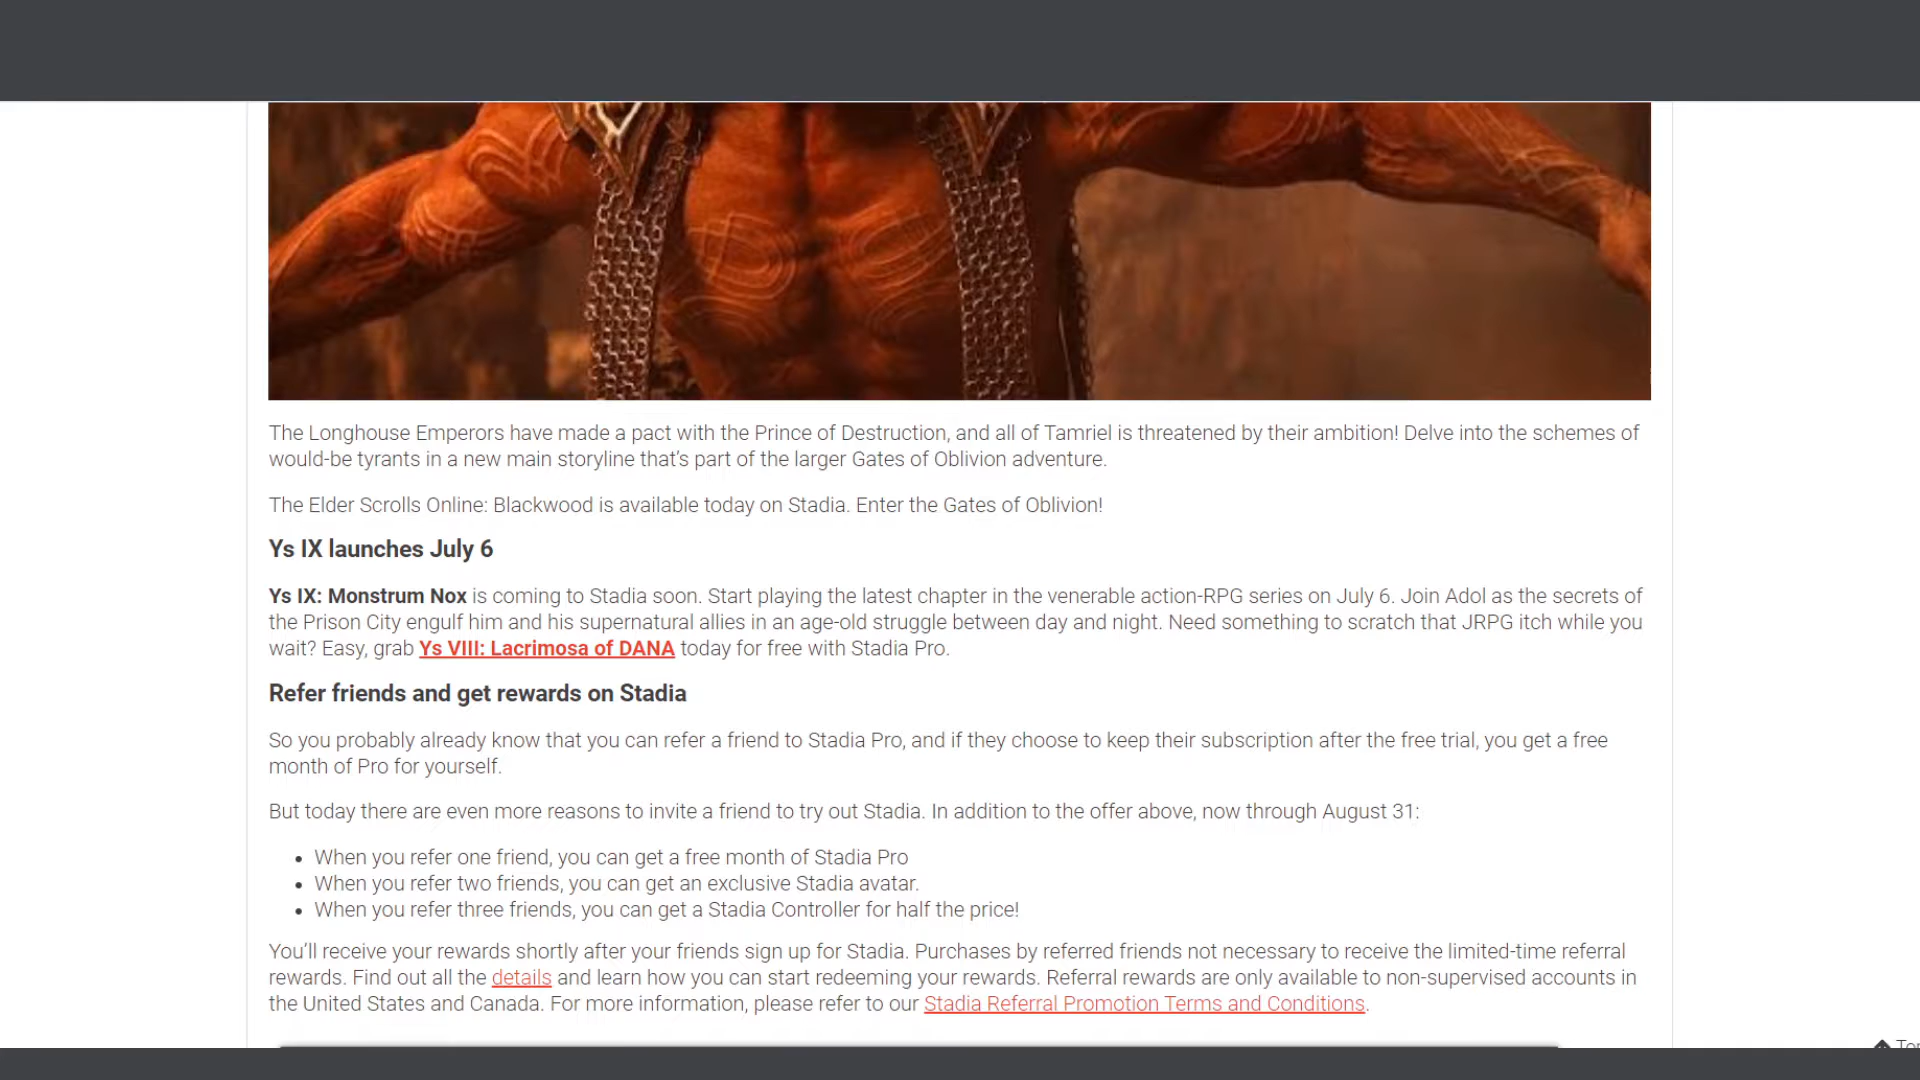 The Longhouse Emperors have made a pact with the Prince of Destruction, and all of Tamriel is threatened by their ambition! Delve into the schemes of
would-be tyrants in a new main storyline that’s part of the larger Gates of Oblivion adventure.
The Elder Scrolls Online: Blackwood is available today on Stadia. Enter the Gates of Oblivion!
Ys IX launches July 6
Ys IX: Monstrum Nox is coming to Stadia soon. Start playing the latest chapter in the venerable action-RPG series on July 6. Join Adol as the secrets of
the Prison City engulf him and his supernatural allies in an age-old struggle between day and night. Need something to scratch that JRPG itch while you
wait? Easy, grab Ys VIII: Lacrimosa of DANA today for free with Stadia Pro.
Refer friends and get rewards on Stadia
So you probably already know that you can refer a friend to Stadia Pro, and if they choose to keep their subscription after the free trial, you get a free
month of Pro for yourself.
But today there are even more reasons to invite a friend to try out Stadia. In addition to the offer above, now through August 31:
• When you refer one friend, you can get a free month of Stadia Pro
• When you refer two friends, you can get an exclusive Stadia avatar.
• When you refer three friends, you can get a Stadia Controller for half the price!
You’ll receive your rewards shortly after your friends sign up for Stadia. Purchases by referred friends not necessary to receive the limited-time referral
rewards. Find out all the details and learn how you can start redeeming your rewards. Referral rewards are only available to non-supervised accounts in
the United States and Canada. For more information, please refer to our Stadia Referral Promotion Terms and Conditions.